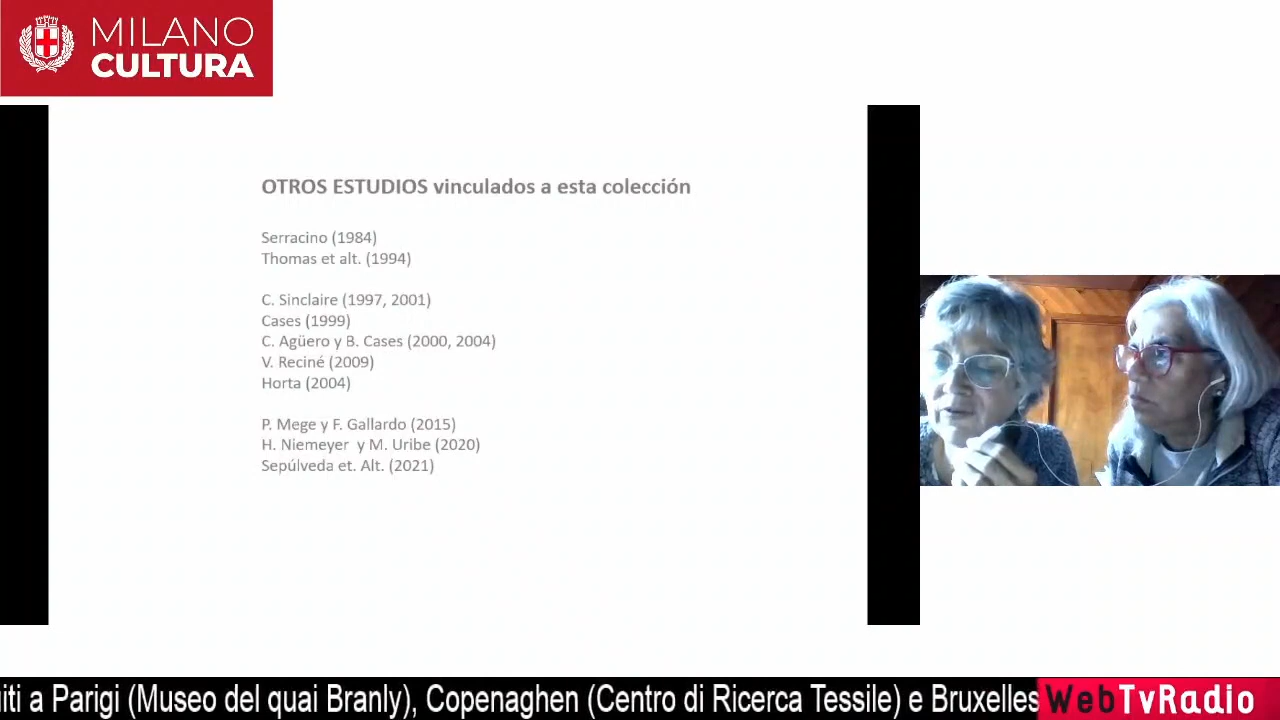 MILANO
CULTURA
OTROS ESTUDIOS vinculados a esta colección
Serracino (1984)
Thomas et alt. (1994)
C. Sinclaire (1997, 2001)
Cases (1999)
C. Agüero y B. Cases (2000, 2004)
V. Reciné (2009)
Horta (2004)
P. Mege y F. Gallardo (2015)
H. Niemeyer y M. Uribe (2020)
Sepúlveda et. Alt. (2021)
a Parigi (Museo del quai Branly), Copenaghen (Centro di Ricerca Tessile) e Bruxelles
WebTvRadio